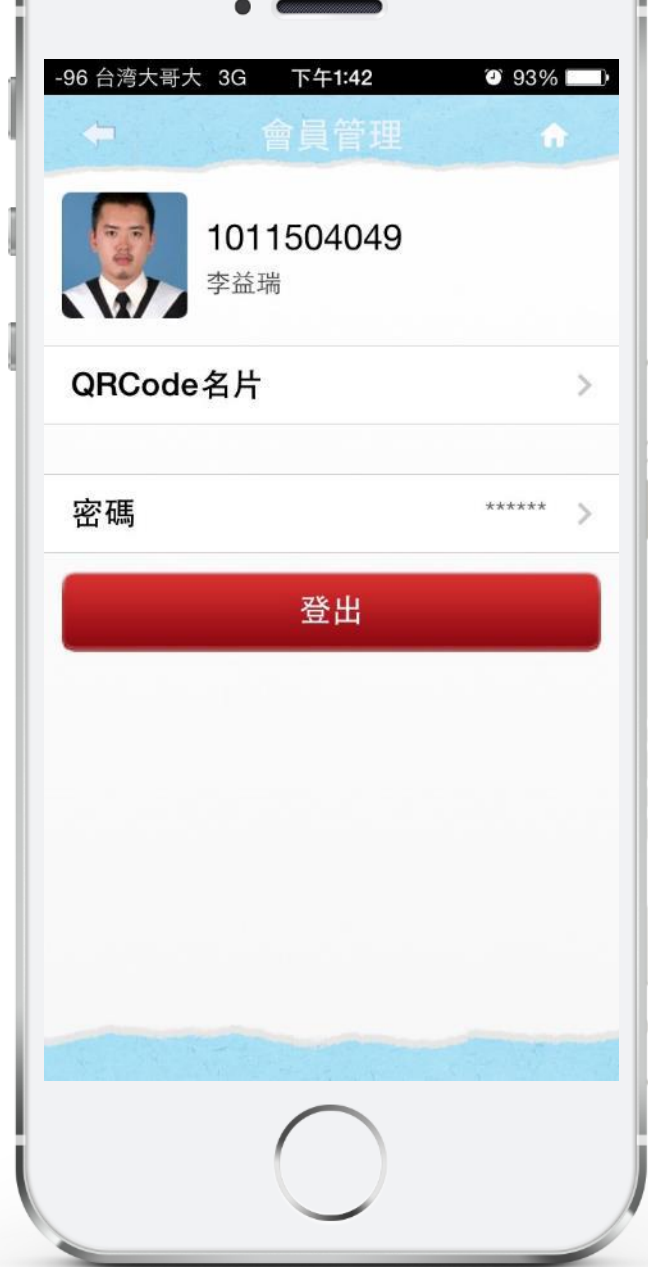 -96 台湾大哥大 3G 下午1:42 93%
會員管理
1011504049
李益瑞
QRCode名片
密碼 ******
登出